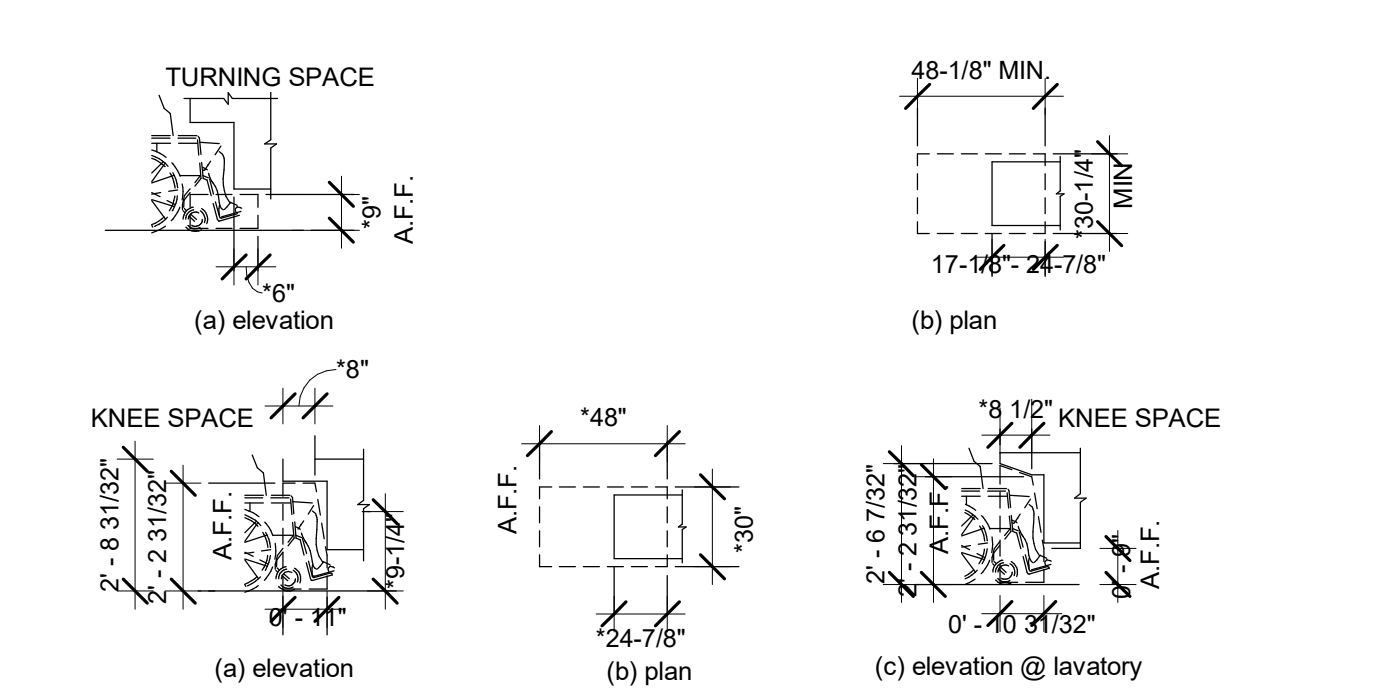 TURNING SPACE
*9"
A.F.F.
*6"
(a) elevation
48-1/8" MIN.
*30-1/4"
MIN
17-1/8"- 24-7/8"
(b) plan
*8"
KNEE SPACE
2' - 8 31/32"
2' - 2 31/32"
A.F.F.
*9-1/4"
0' - 11"
(a) elevation
*48"
A.F.F.
*30"
*24-7/8"
(b) plan
*8 1/2"
KNEE SPACE
2' - 6 7/32"
2' - 2 31/32"
A.F.F.
0' - 9"
A.F.F.
0' - 10 31/32"
(c) elevation @ lavatory